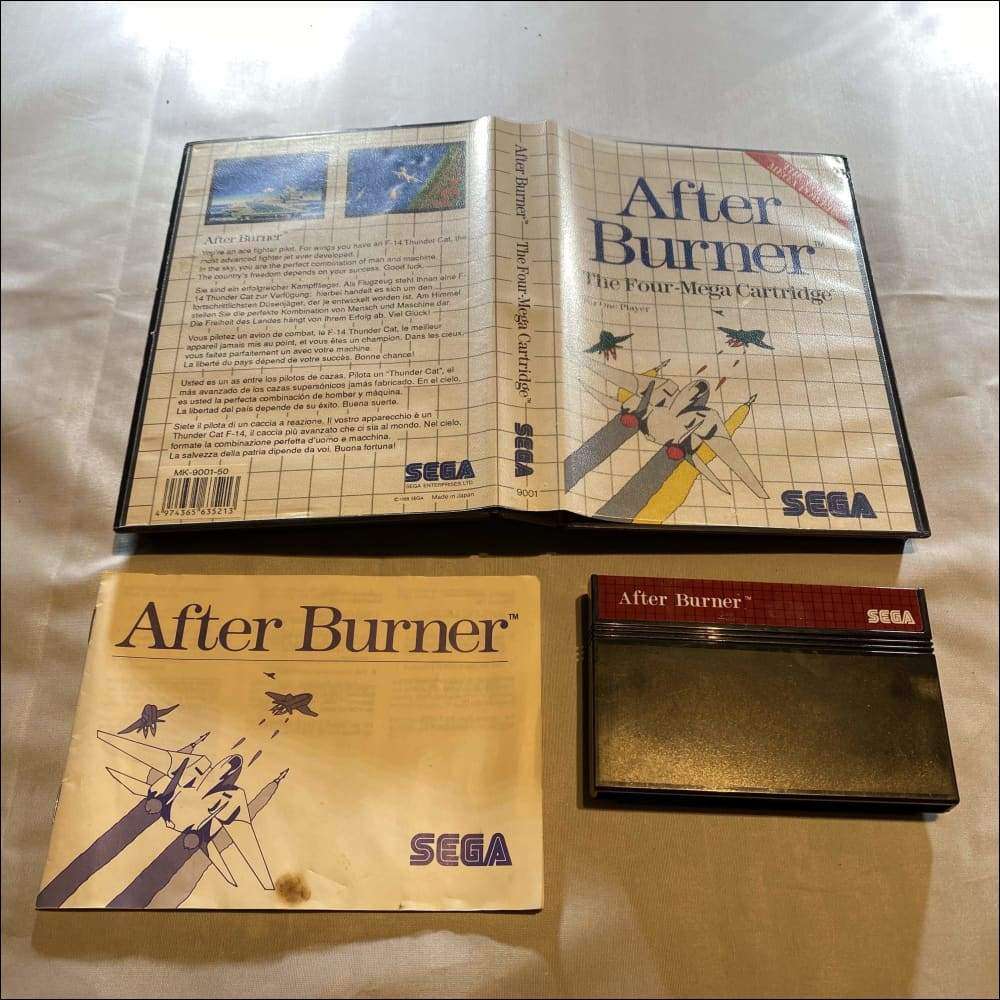 After Burner™
You're an ace fighter pilot. For wings you have an F-14 Thunder Cat, the
most advanced fighter jet ever developed.
In the sky, you are the perfect combination of man and machine.
The country's freedom depends on your success. Good luck.
Sie sind ein erfolgreicher Kampfflieger. Als Flugzeug steht Ihnen eine F-
14 Thunder Cat zur Verfügung: hierbei handelt es sich um den
fortschrittlichsten Düsenjäger, der je entwickelt worden ist. Am Himmel
stellen Sie die perfekte Kombination von Mensch und Maschine dar.
Die Freiheit des Landes hängt von Ihrem Erfolg ab. Viel Glück!
Vous pilotez un avion de combat, le F-14 Thunder Cat, le meilleur
appareil jamais mis au point, et vous êtes un champion. Dans les cieux,
vous faites parfaitement un avec votre machine.
La liberté du pays dépend de votre succès. Bonne chance!
Usted es un as entre los pilotos de cazas. Pilota un "Thunder Cat", el
más avanzado de los cazas supersónicos jamás fabricado. En el cielo,
es usted la perfecta combinación de homber y máquina.
La libertad del país depende de su éxito. Buena suerte.
Siete il pilota di un caccia a reazione. Il vostro apparecchio è un
Thunder Cat F-14, il caccia più avanzato che ci sia al mondo. Nel cielo,
formate la combinazione perfetta d'uomo e macchina.
La salvezza della patria dipende da voi. Buona fortuna!
MK-9001-50
4 974365 635213
SEGA
SEGA ENTERPRISES LTD.
©1988 SEGA Made in Japan
After Burner™ The Four-Mega Cartridge™
SEGA
9001
After
Burner™
The Four-Mega Cartridge™
One Player
SEGA
After Burner™
SEGA
After Burner™
SEGA